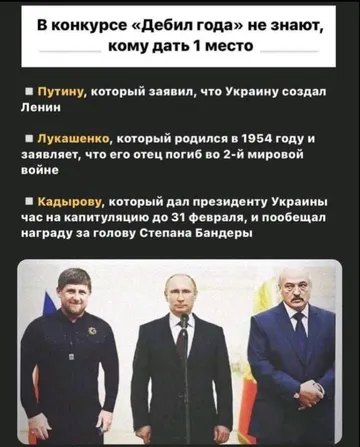 В конкурсе «Дебил года» не знают,
кому дать 1 место
Путину, который заявил, что Украину создал
Ленин
Лукашенко, который родился в 1954 году и
заявляет, что его отец погиб во 2-й мировой
войне
Кадырову, который дал президенту Украины
час на капитуляцию до 31 февраля, и пообещал
награду за голову Степана Бандеры